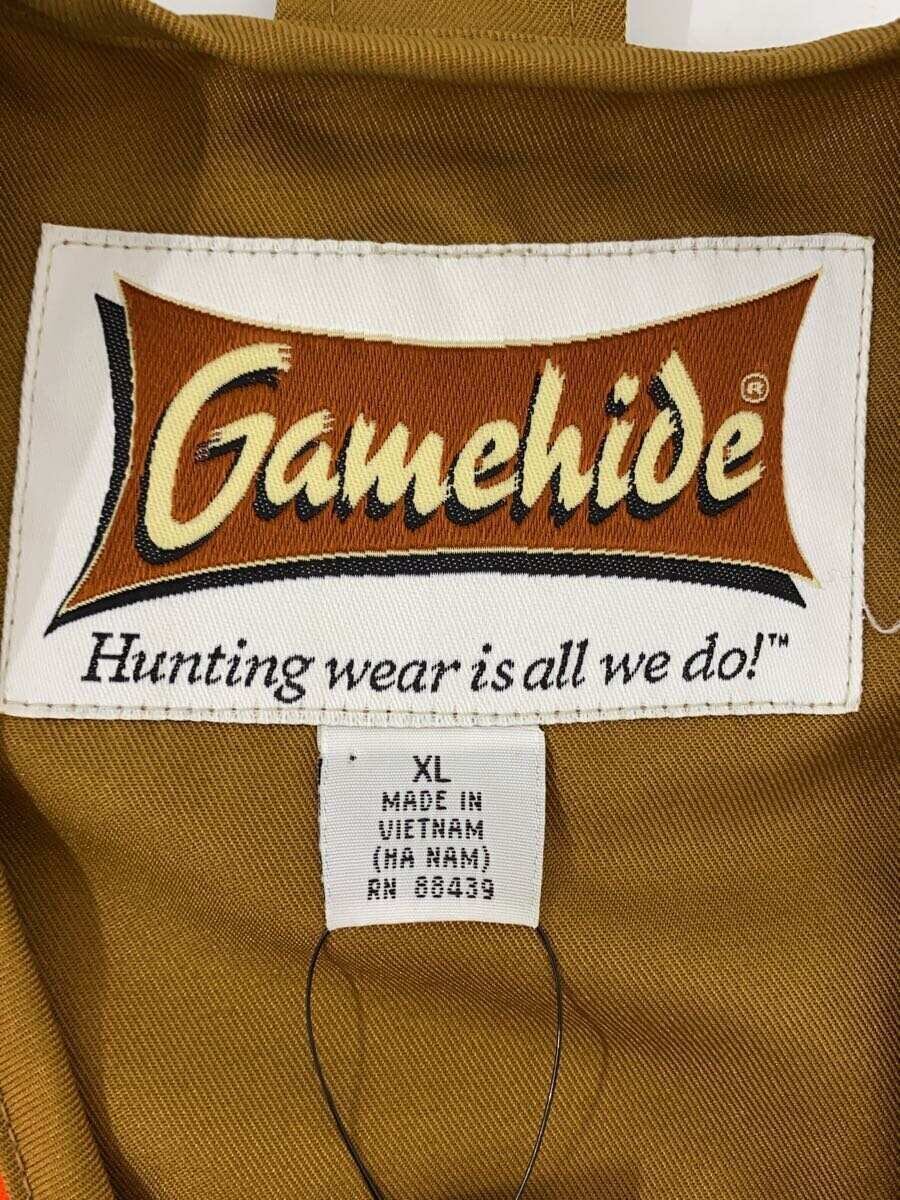 Gamehide®
Hunting wear is all we do!™
XL
MADE IN
VIETNAM
(HA NAM)
RN 88439